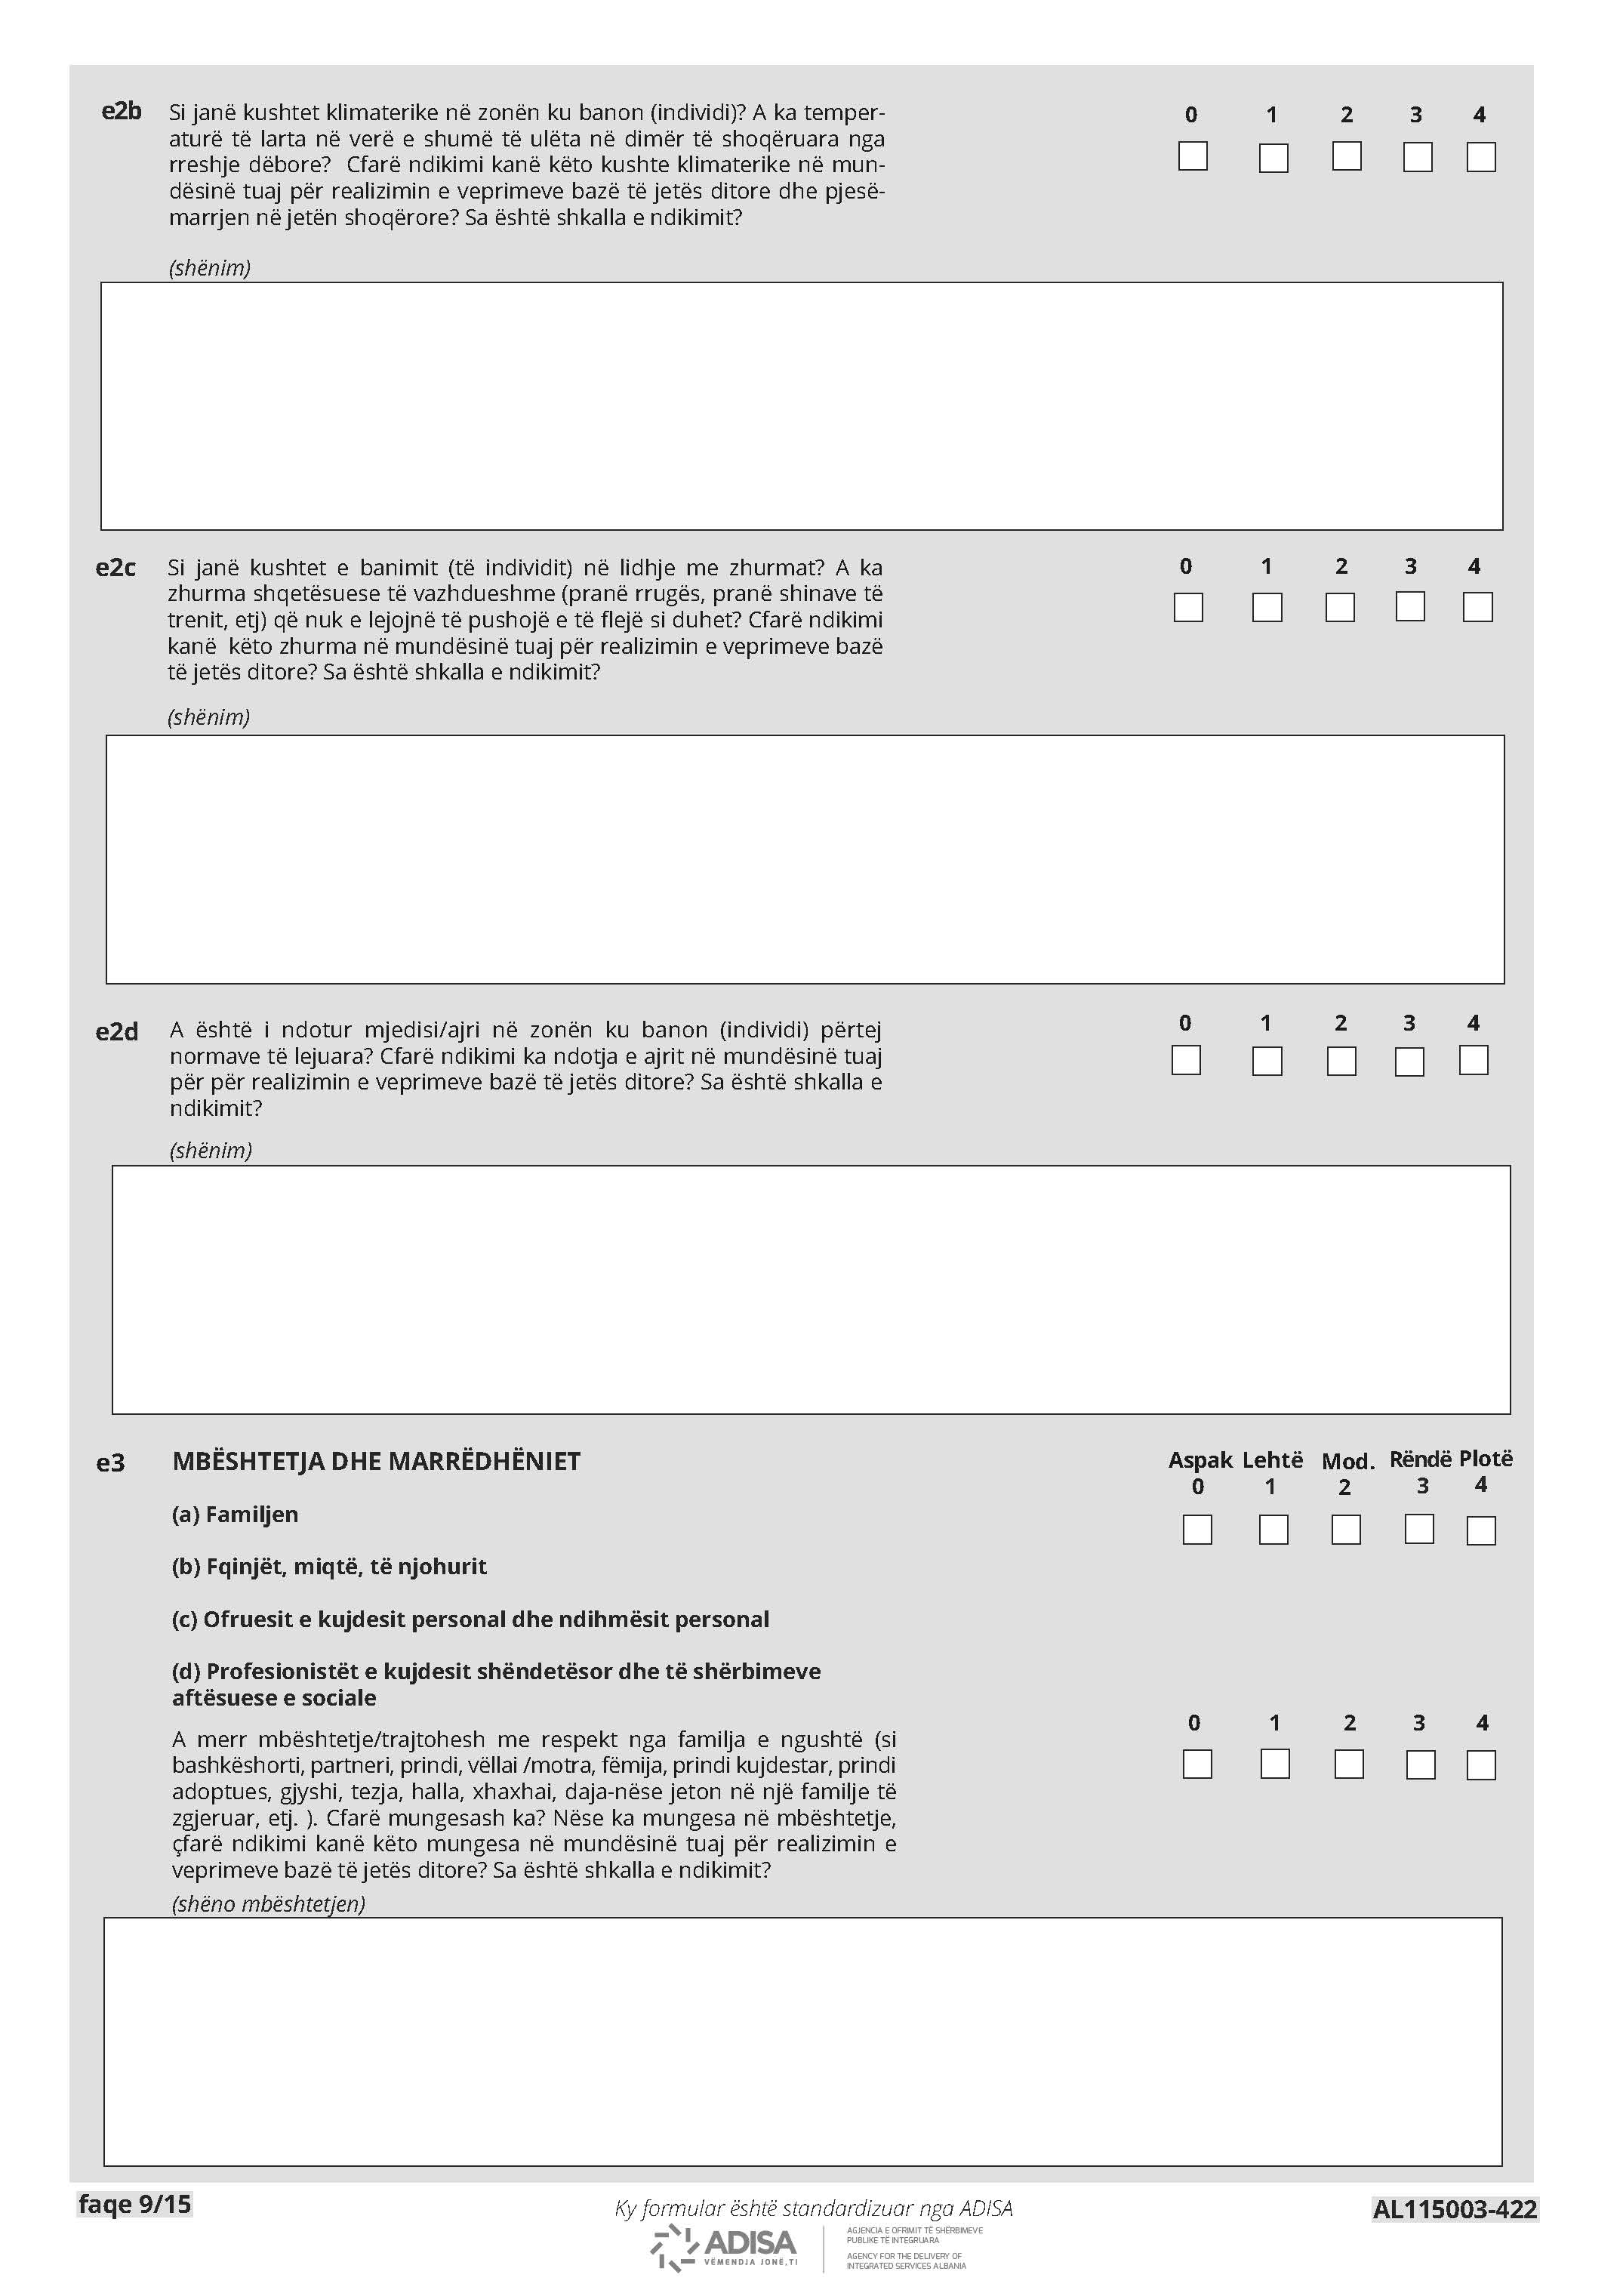 e2b Si janë kushtet klimaterike në zonën ku banon (individi)? A ka temper-
aturë të larta në verë e shumë të ulëta në dimër të shoqëruara nga
rreshje dëbore? Cfarë ndikimi kanë këto kushte klimaterike në mun-
dësinë tuaj për realizimin e veprimeve bazë të jetës ditore dhe pjesë-
marrjen në jetën shoqërore? Sa është shkalla e ndikimit?
0 1 2 3 4
(shënim)
e2c Si janë kushtet e banimit (të individit) në lidhje me zhurmat? A ka
zhurma shqetësuese të vazhdueshme (pranë rrugës, pranë shinave të
trenit, etj) që nuk e lejojnë të pushojë e të flejë si duhet? Cfarë ndikimi
kanë këto zhurma në mundësinë tuaj për realizimin e veprimeve bazë
të jetës ditore? Sa është shkalla e ndikimit?
0 1 2 3 4
(shënim)
e2d A është i ndotur mjedisi/ajri në zonën ku banon (individi) përtej
normave të lejuara? Cfarë ndikimi ka ndotja e ajrit në mundësinë tuaj
për për realizimin e veprimeve bazë të jetës ditore? Sa është shkalla e
ndikimit?
0 1 2 3 4
(shënim)
e3 MBËSHTETJA DHE MARRËDHËNIET
Aspak Lehtë Mod. Rëndë Plotë
0 1 2 3 4
(a) Familjen
(b) Fqinjët, miqtë, të njohurit
(c) Ofruesit e kujdesit personal dhe ndihmësit personal
(d) Profesionistët e kujdesit shëndetësor dhe të shërbimeve
aftësuese e sociale
0 1 2 3 4
A merr mbështetje/trajtohesh me respekt nga familja e ngushtë (si
bashkëshorti, partneri, prindi, vëllai /motra, fëmija, prindi kujdestar, prindi
adoptues, gjyshi, tezja, halla, xhaxhai, daja-nëse jeton në një familje të
zgjeruar, etj. ). Cfarë mungesash ka? Nëse ka mungesa në mbështetje,
çfarë ndikimi kanë këto mungesa në mundësinë tuaj për realizimin e
veprimeve bazë të jetës ditore? Sa është shkalla e ndikimit?
(shëno mbështetjen)
faqe 9/15
Ky formular është standardizuar nga ADISA
AL115003-422
ADISA
VËMENDJA JONË, TI
AGJENCIA E OFRIMIT TË SHËRBIMEVE
PUBLIKE TË INTEGRUARA
AGENCY FOR THE DELIVERY OF
INTEGRATED SERVICES ALBANIA